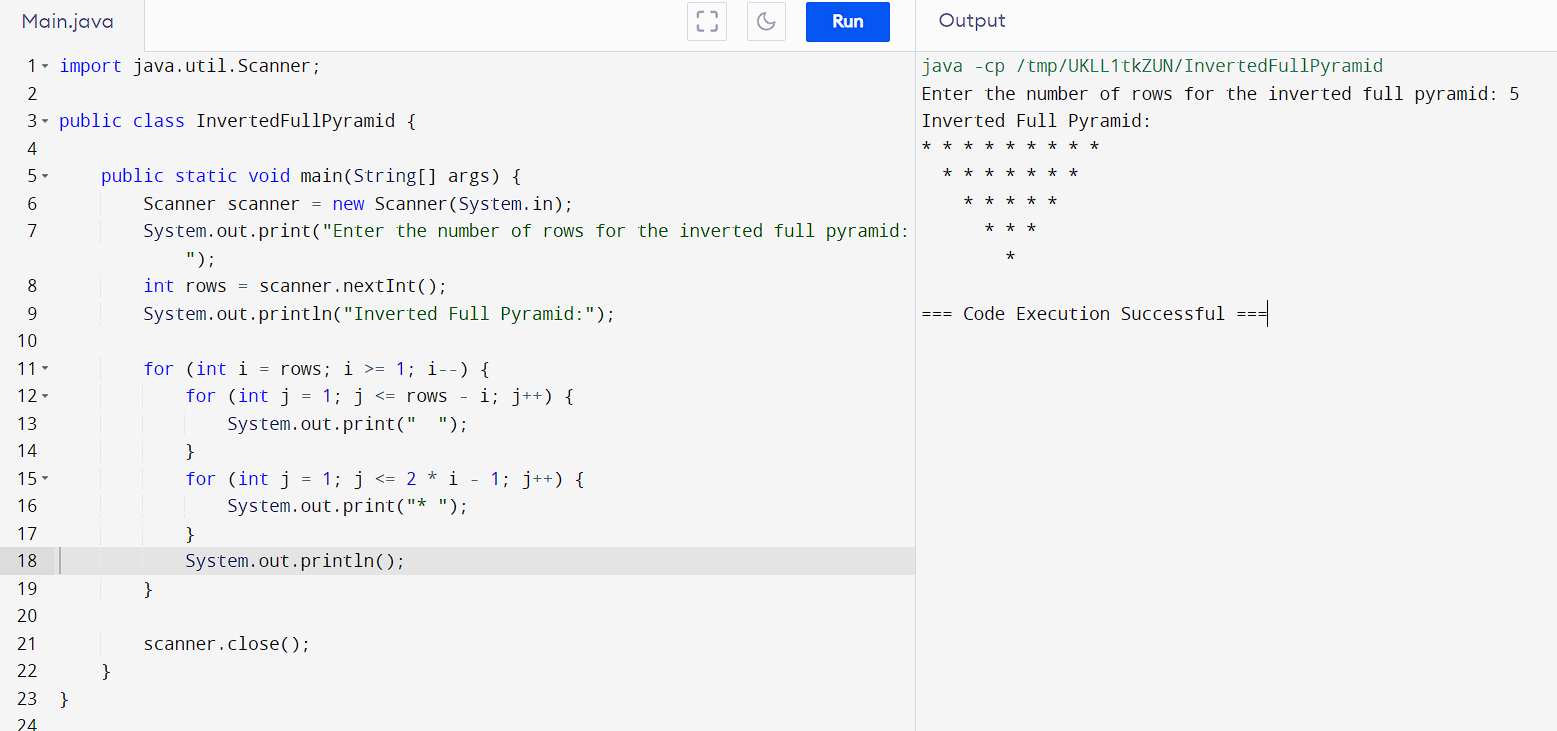 Main.java
Run
Output
1 import java.util.Scanner;
2
3 public class InvertedFullPyramid {
4
5     public static void main(String[] args) {
6         Scanner scanner = new Scanner(System.in);
7         System.out.print("Enter the number of rows for the inverted full pyramid:
            ");
8         int rows = scanner.nextInt();
9         System.out.println("Inverted Full Pyramid:");
10
11         for (int i = rows; i >= 1; i--) {
12             for (int j = 1; j <= rows - i; j++) {
13                 System.out.print("  ");
14             }
15             for (int j = 1; j <= 2 * i - 1; j++) {
16                 System.out.print("* ");
17             }
18             System.out.println();
19         }
20
21         scanner.close();
22     }
23 }
24
java -cp /tmp/UKLL1tkZUN/InvertedFullPyramid
Enter the number of rows for the inverted full pyramid: 5
Inverted Full Pyramid:
* * * * * * * * *
  * * * * * * *
    * * * * *
      * * *
        *
=== Code Execution Successful ===